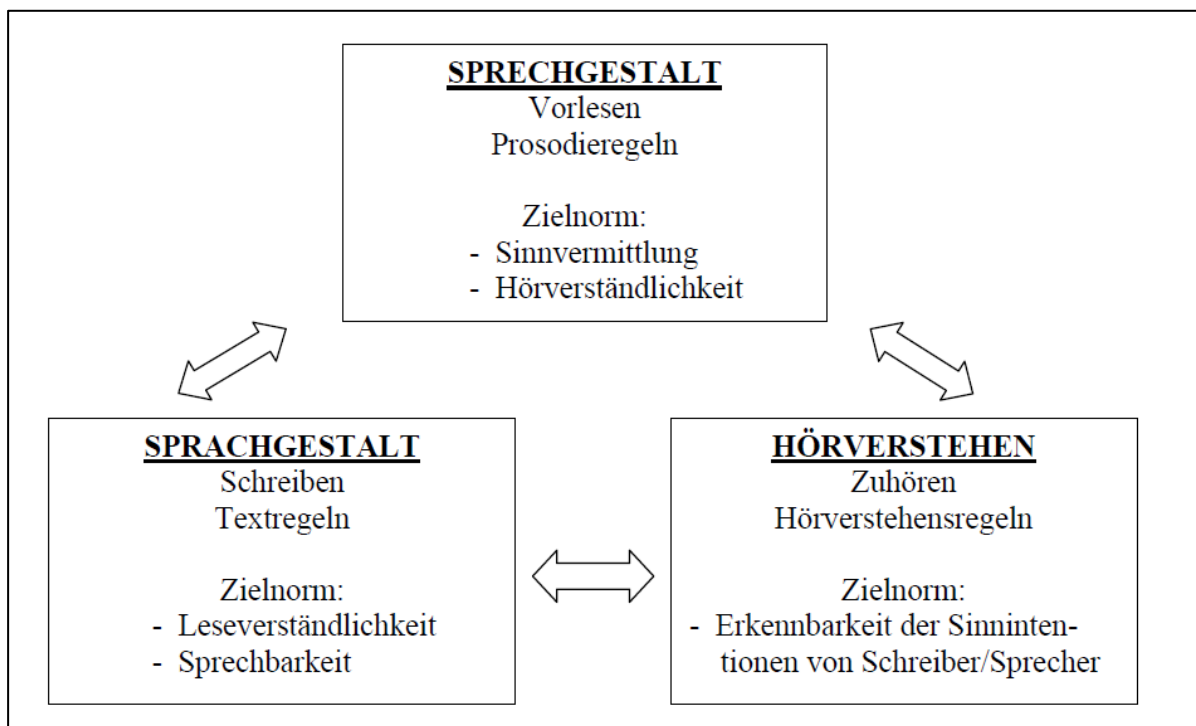 SPRECHGESTALT
Vorlesen
Prosodieregeln
Zielnorm:
- Sinnvermittlung
- Hörverständlichkeit
SPRACHGESTALT
Schreiben
Textregeln
Zielnorm:
- Leseverständlichkeit
- Sprechbarkeit
HÖRVERSTEHEN
Zuhören
Hörverstehensregeln
Zielnorm:
- Erkennbarkeit der Sinninten-
tionen von Schreiber/Sprecher